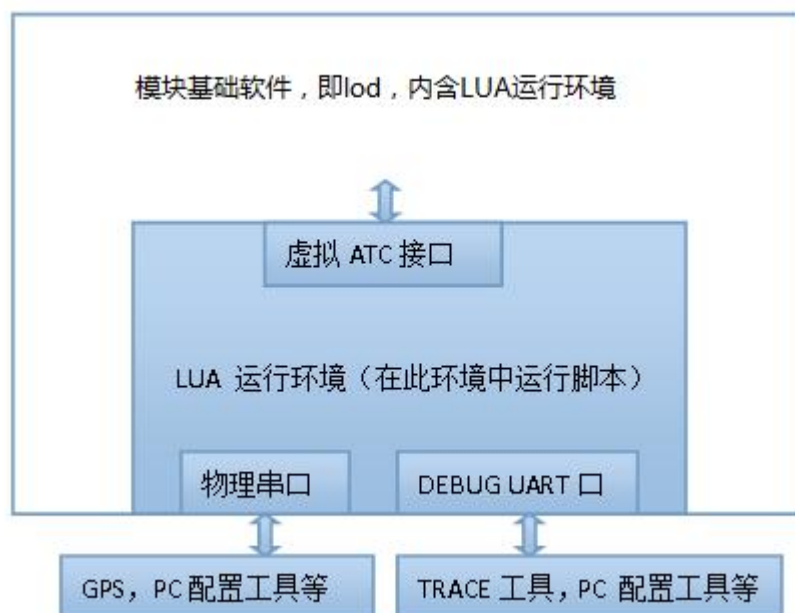 模块基础软件，即lod，内含LUA运行环境
虚拟 ATC 接口
LUA 运行环境（在此环境中运行脚本）
物理串口
DEBUG UART 口
GPS，PC 配置工具等
TRACE 工具，PC 配置工具等